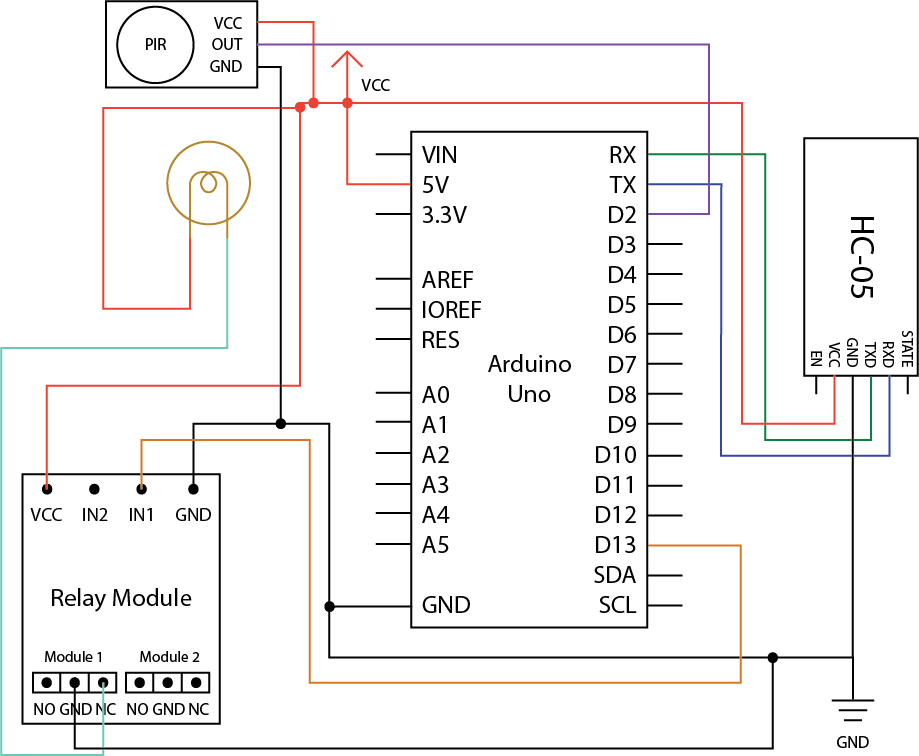 PIR
VCC
OUT
GND
VCC
VIN
5V
3.3V
AREF
IOREF
RES
A0
A1
A2
A3
A4
A5
GND
Arduino
Uno
RX
TX
D2
D3
D4
D5
D6
D7
D8
D9
D10
D11
D12
D13
SDA
SCL
HC-05
EN
VCC
GND
TXD
RXD
STATE
VCC IN2 IN1 GND
Relay Module
Module 1 Module 2
NO GND NC NO GND NC
GND